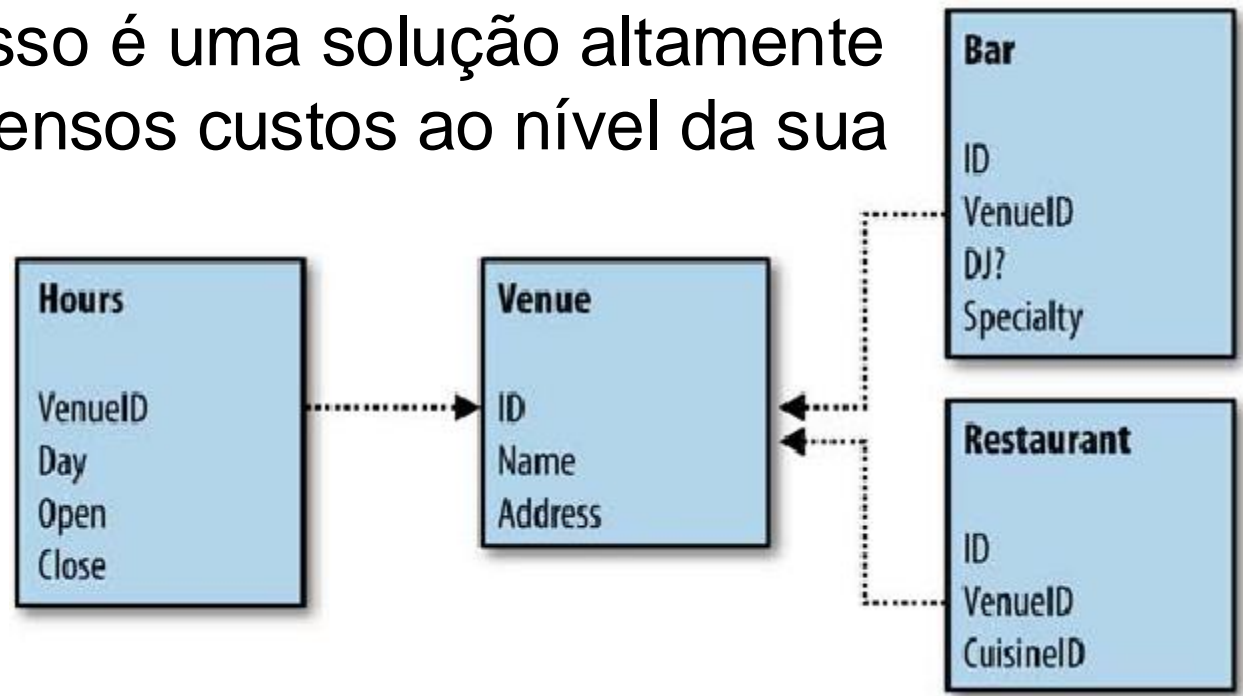 sso é uma solução altamente
ensos custos ao nível da sua
Hours
VenueID
Day
Open
Close
Venue
ID
Name
Address
Bar
ID
VenueID
DJ?
Specialty
Restaurant
ID
VenueID
CuisineID